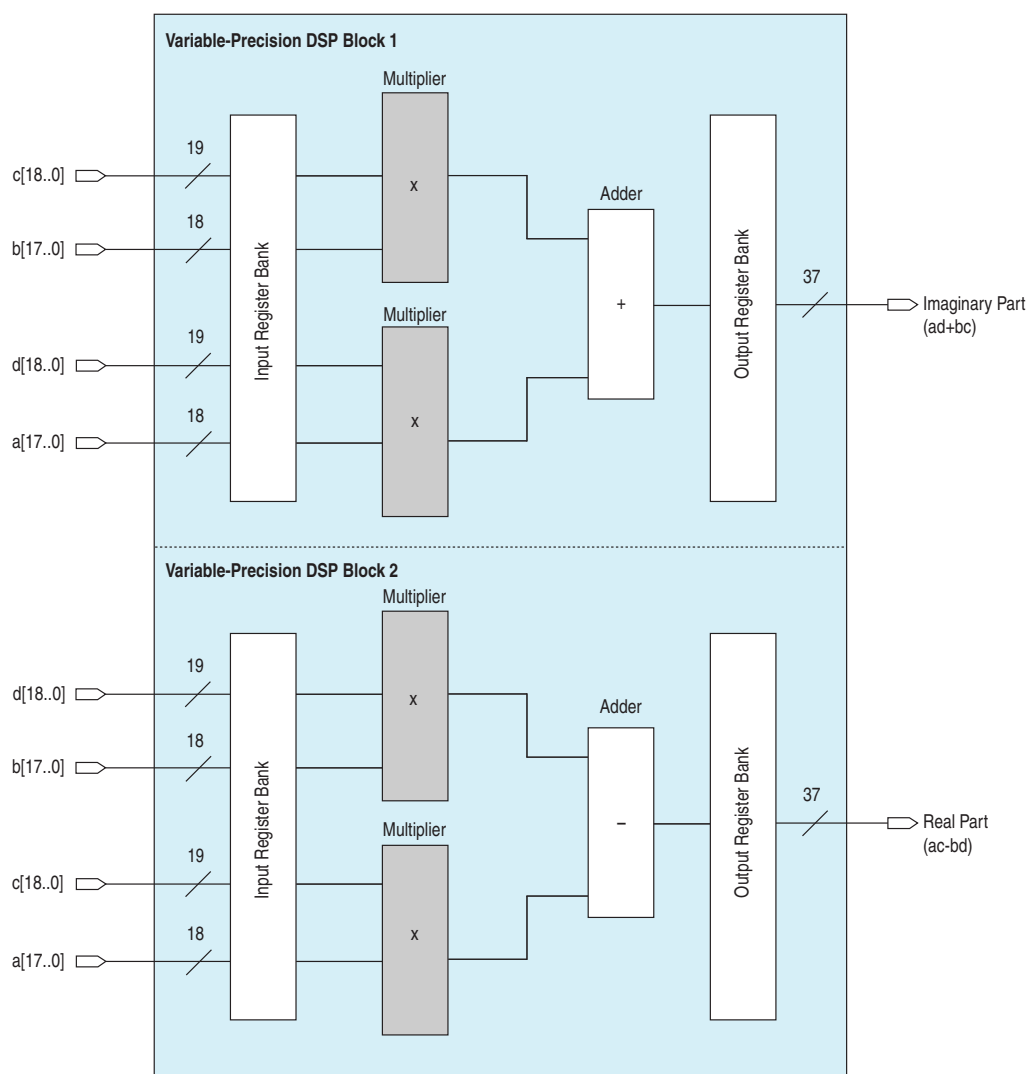 Variable-Precision DSP Block 1
Multiplier
19
c[18..0]
x
Adder
18
b[17..0]
Input Register Bank
Output Register Bank
37
Multiplier
+
Imaginary Part
(ad+bc)
19
d[18..0]
18
x
a[17..0]
Variable-Precision DSP Block 2
Multiplier
19
d[18..0]
x
Adder
18
b[17..0]
Input Register Bank
Output Register Bank
37
Multiplier
–
Real Part
(ac-bd)
19
c[18..0]
18
x
a[17..0]